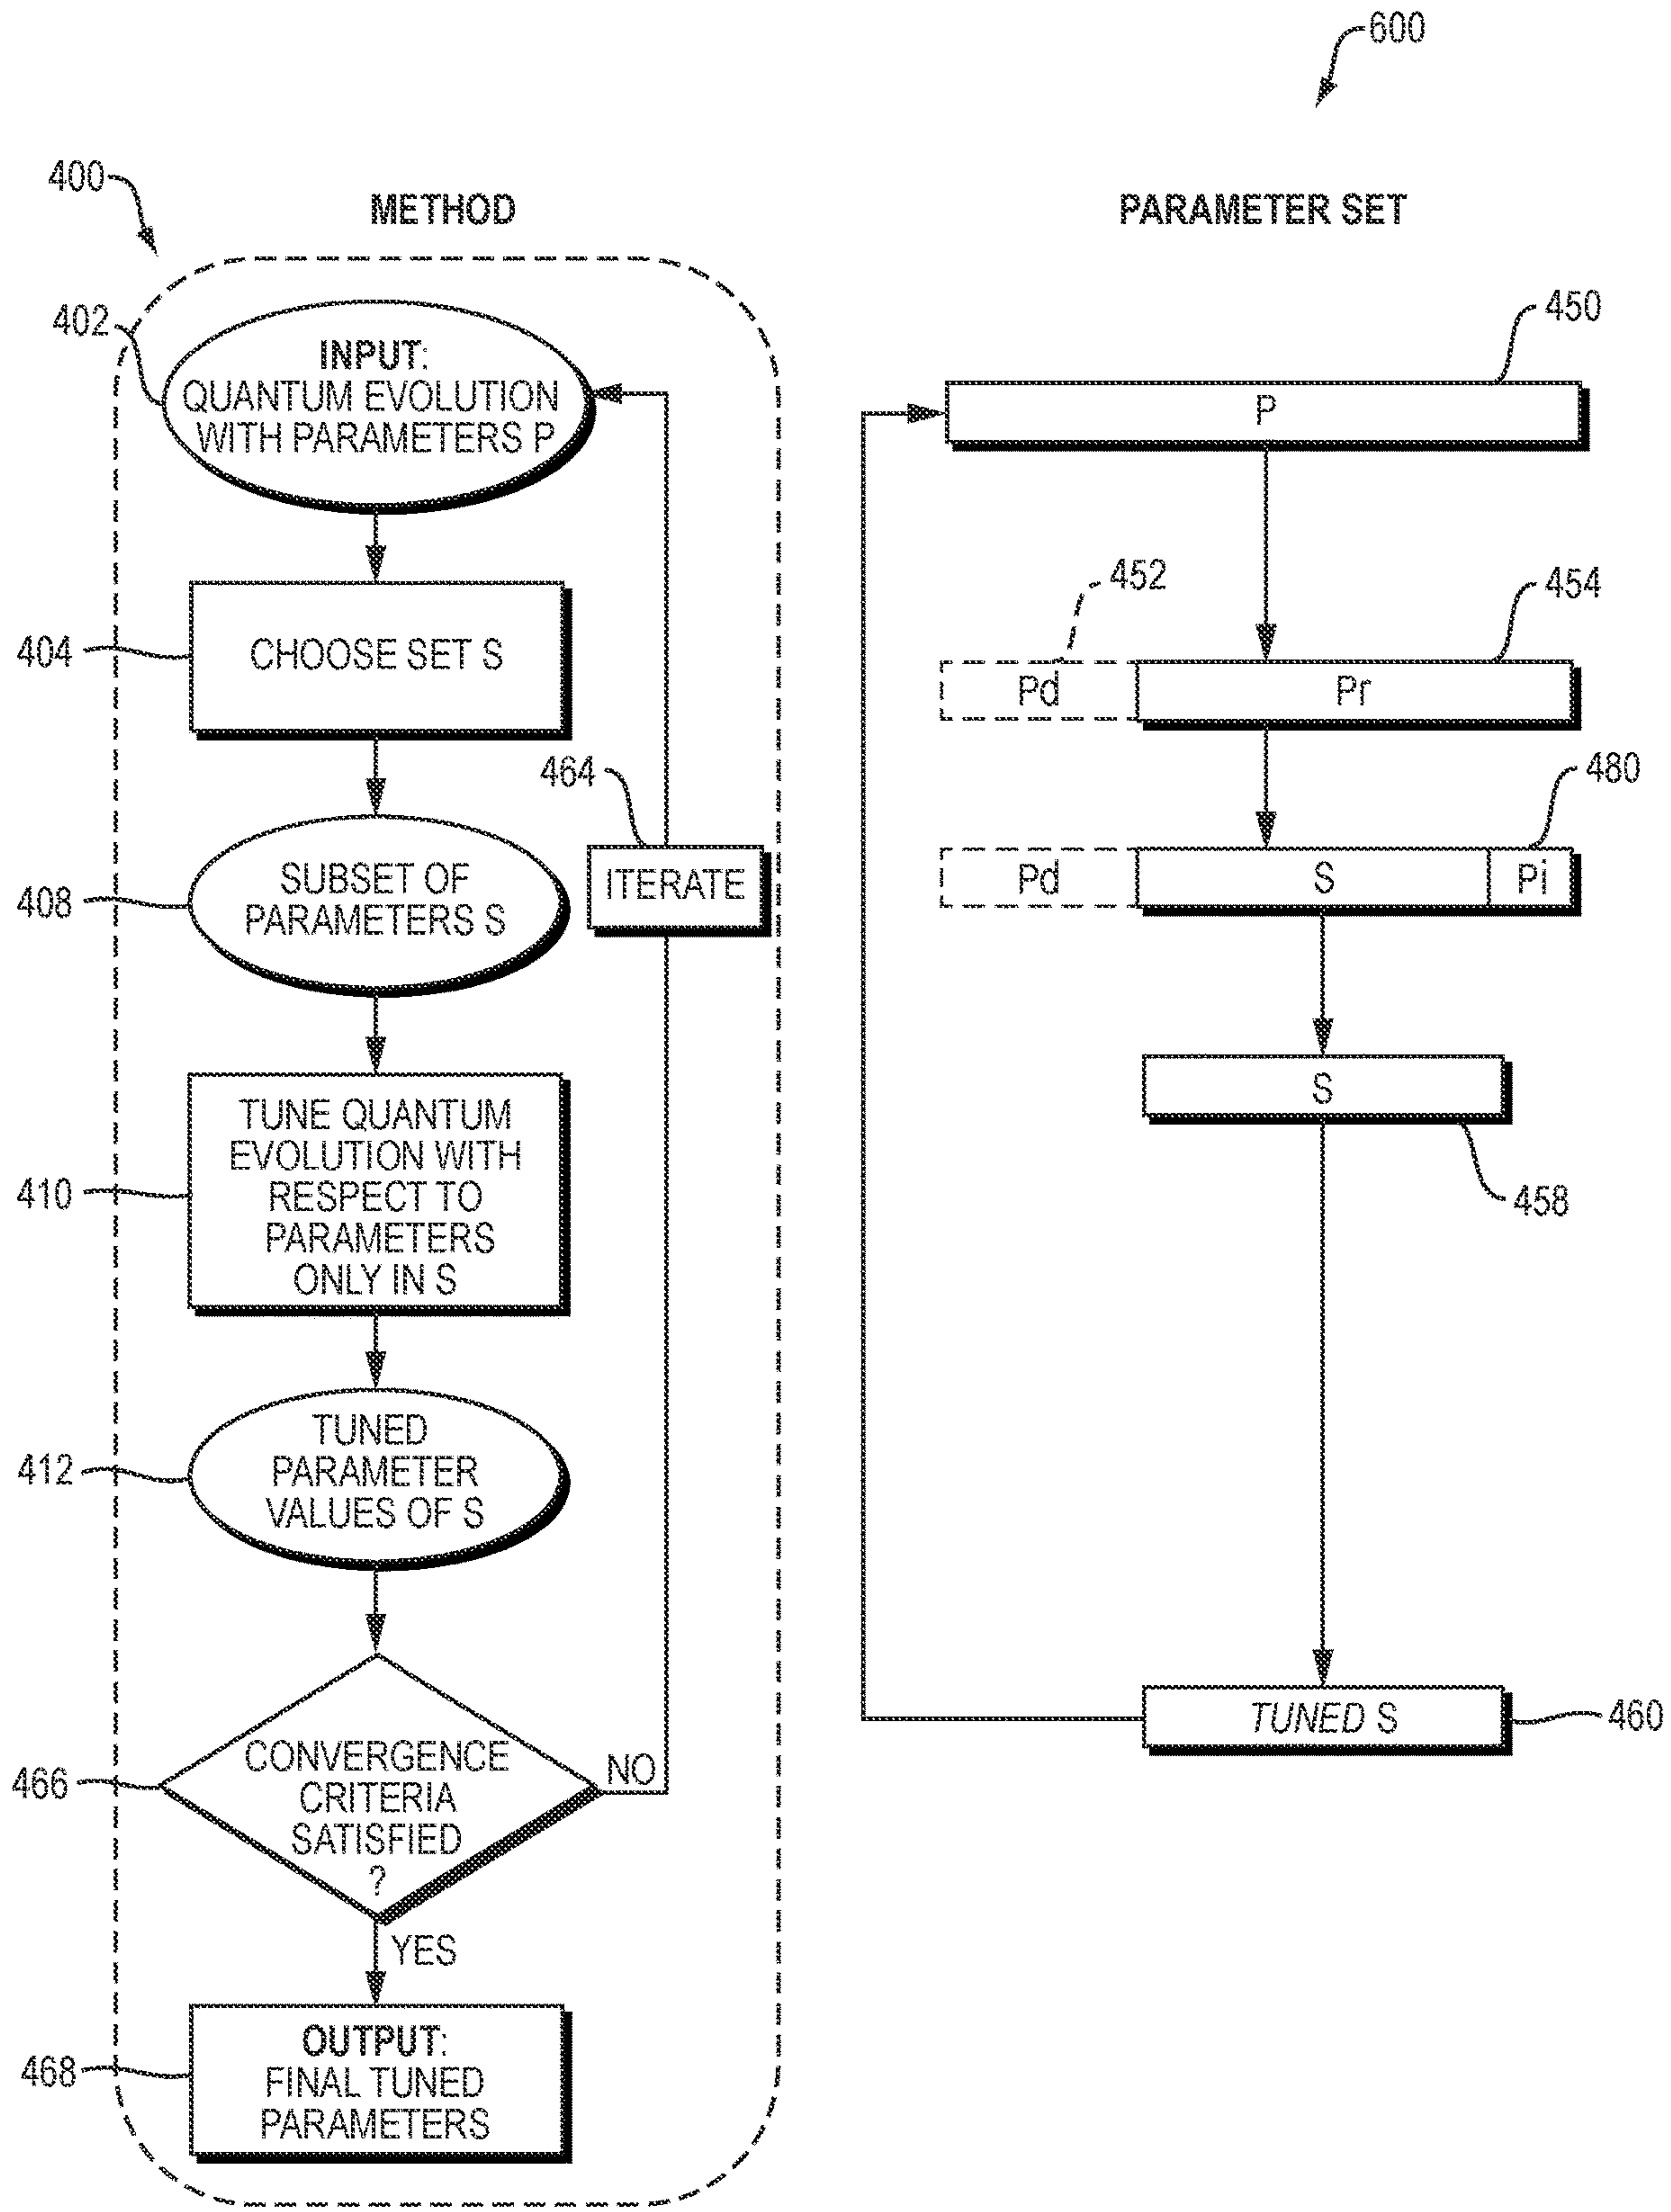 600
400
METHOD
PARAMETER SET
402
INPUT:
QUANTUM EVOLUTION
WITH PARAMETERS P
450
P
404
CHOOSE SET S
452
454
Pd
Pr
464
ITERATE
480
Pd
S
Pi
408
SUBSET OF
PARAMETERS S
S
458
410
TUNE QUANTUM
EVOLUTION WITH
RESPECT TO
PARAMETERS
ONLY IN S
412
TUNED
PARAMETER
VALUES OF S
TUNED S
460
466
CONVERGENCE
CRITERIA
SATISFIED
?
NO
YES
468
OUTPUT:
FINAL TUNED
PARAMETERS